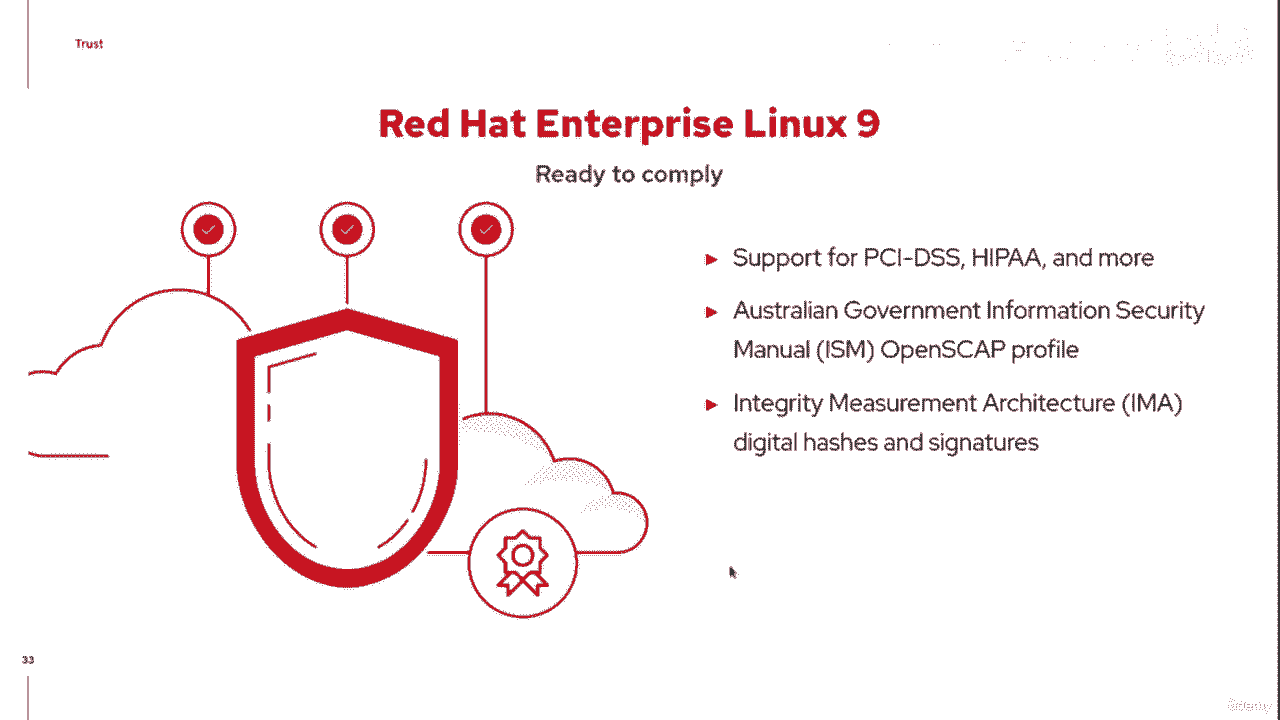 Trust
Red Hat Enterprise Linux 9
Ready to comply
Support for PCI-DSS, HIPAA, and more
Australian Government Information Security
Manual (ISM) OpenSCAP profile
Integrity Measurement Architecture (IMA)
digital hashes and signatures
33